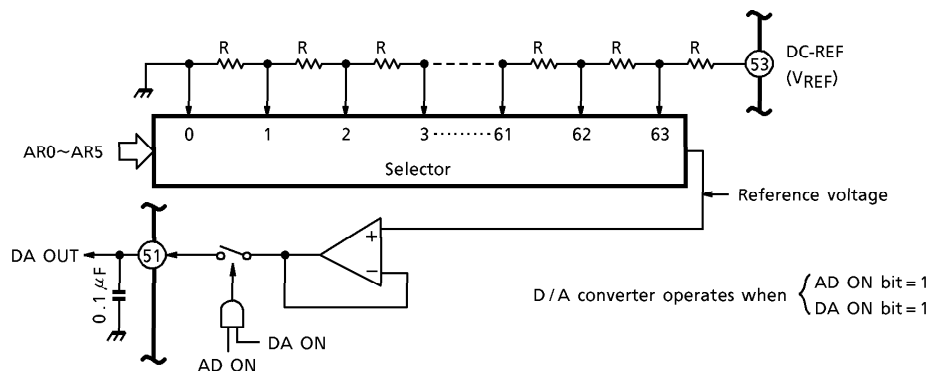 R R R R R R
53
DC-REF
(VREF)
0 1 2 3 ········ 61 62 63
AR0~AR5
Selector
Reference voltage
DA OUT
51
+
−
0.1 μF
DA ON
AD ON
D/A converter operates when { AD ON bit = 1
DA ON bit = 1